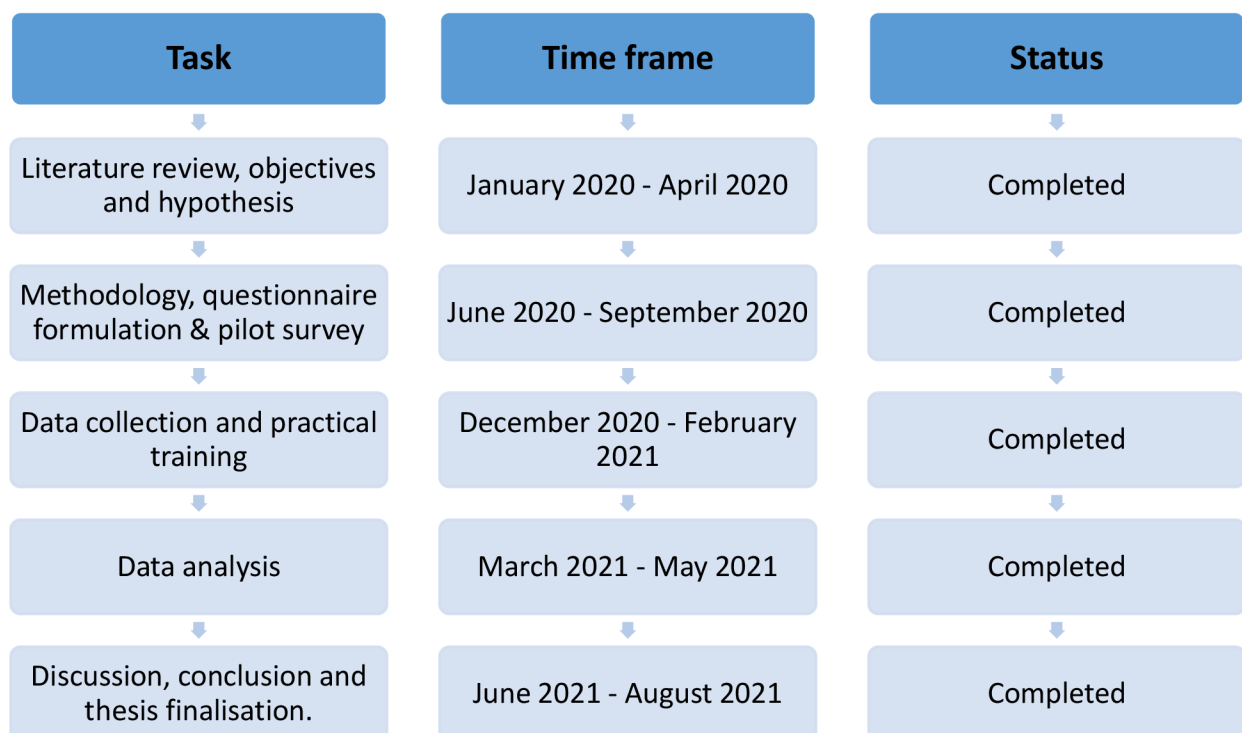 Task
Time frame
Status
Literature review, objectives
and hypothesis
January 2020 - April 2020
Completed
Methodology, questionnaire
formulation & pilot survey
June 2020 - September 2020
Completed
Data collection and practical
training
December 2020 - February
2021
Completed
Data analysis
March 2021 - May 2021
Completed
Discussion, conclusion and
thesis finalisation.
June 2021 - August 2021
Completed